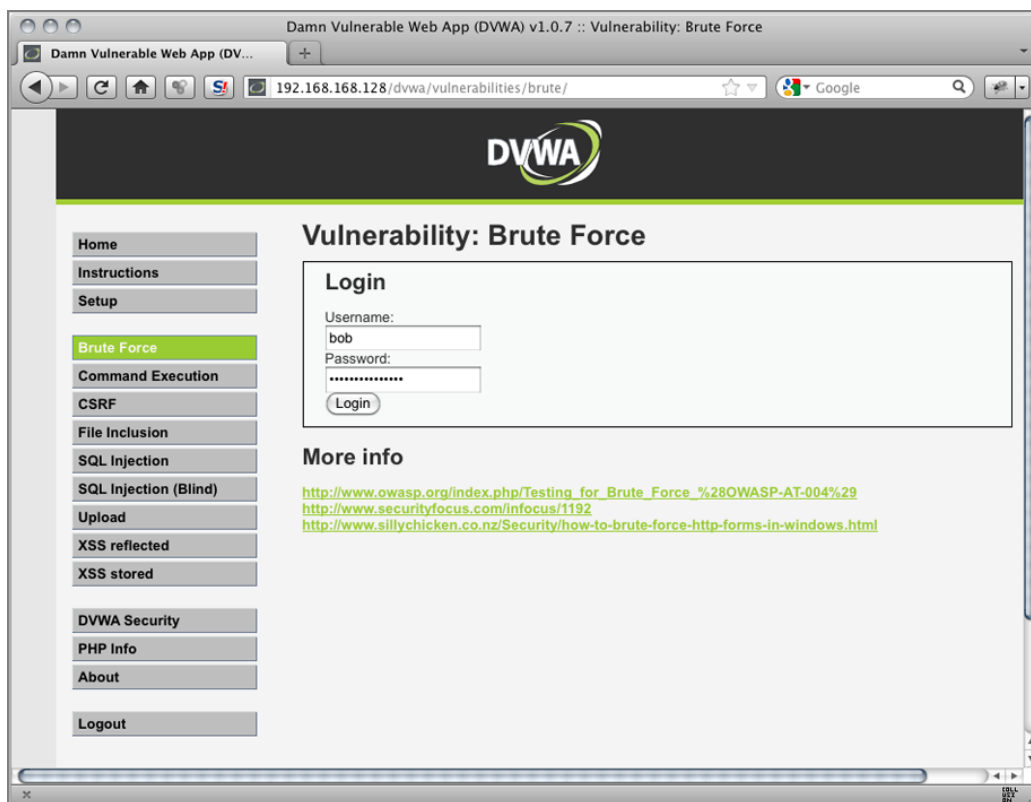 Damn Vulnerable Web App (DVWA) v1.0.7 :: Vulnerability: Brute Force
Damn Vulnerable Web App (DV...
192.168.168.128/dvwa/vulnerabilities/brute/
Google
DVWA
Home
Instructions
Setup
Brute Force
Command Execution
CSRF
File Inclusion
SQL Injection
SQL Injection (Blind)
Upload
XSS reflected
XSS stored
DVWA Security
PHP Info
About
Logout
Vulnerability: Brute Force
Login
Username:
bob
Password:
•••••••••••••••
Login
More info
http://www.owasp.org/index.php/Testing_for_Brute_Force_%28OWASP-AT-004%29
http://www.securityfocus.com/infocus/1192
http://www.sillychicken.co.nz/Security/how-to-brute-force-http-forms-in-windows.html